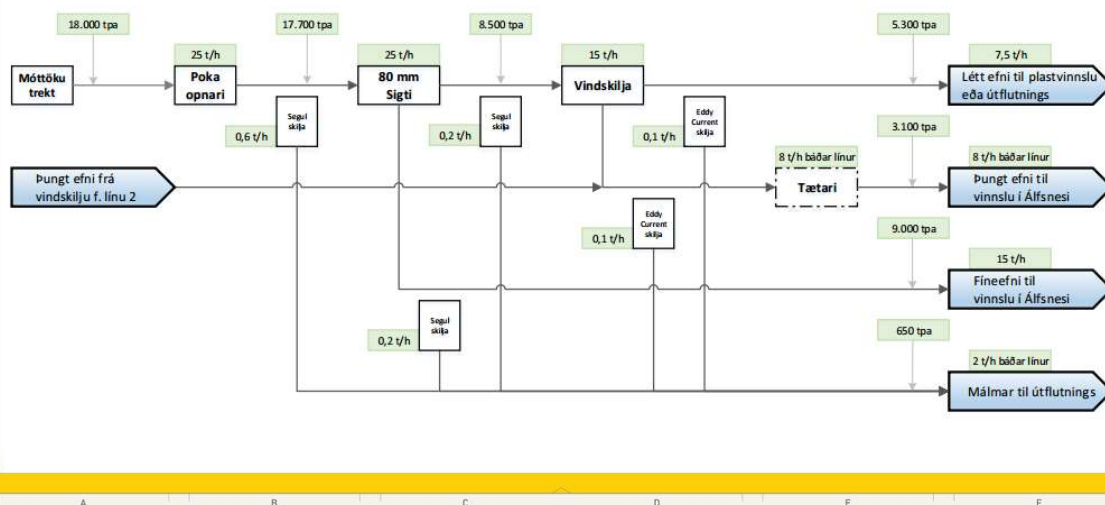 18.000 tpa
17.700 tpa
8.500 tpa
5.300 tpa
25 t/h
25 t/h
15 t/h
7,5 t/h
Móttöku
trekt
Poka
opnari
80 mm
Sigti
Vindskilja
Létt efni til plastvinnslu
eða útflutnings
Segul
skilja
0,6 t/h
Segul
skilja
0,2 t/h
Eddy
Current
skilja
0,1 t/h
3.100 tpa
8 t/h báðar línur
8 t/h báðar línur
Þungt efni frá
vindskilju f. línu 2
Tætari
Þungt efni til
vinnslu í Álfsnesi
Eddy
Current
skilja
0,1 t/h
9.000 tpa
15 t/h
Fíneefni til
vinnslu í Álfsnesi
Segul
skilja
0,2 t/h
650 tpa
2 t/h báðar línur
Málmar til útflutnings
A
B
C
D
E
F